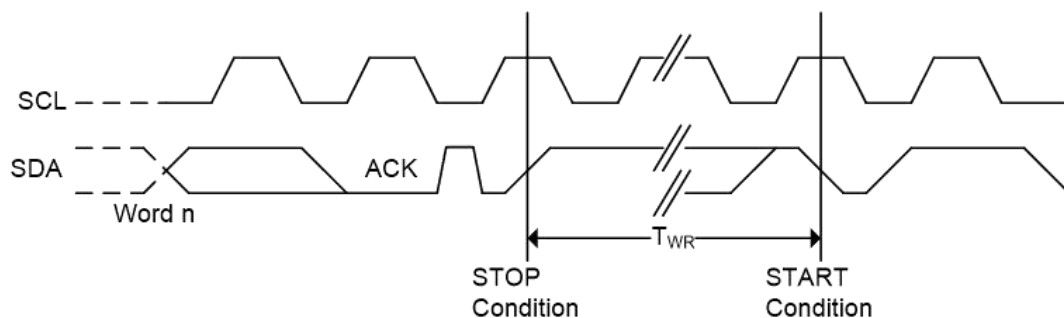 SCL
SDA
ACK
Word n
TWR
STOP
Condition
START
Condition